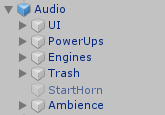 Audio
UI
PowerUps
Engines
Trash
StartHorn
Ambience